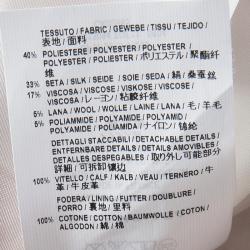 TESSUTO / FABRIC / GEWEBE / TISSU / TEJIDO /
表地 / 面料
40% POLIESTERE / POLYESTER / POLYESTER /
POLYESTER / POLIESTER / ポリエステル / 聚酯纤
维
33% SETA / SILK / SEIDE / SOIE / SEDA / 絹 / 桑蚕丝
17% VISCOSA / VISCOSE / VISKOSE / VISCOSE /
VISCOSA / レーヨン / 粘胶纤维
5% LANA / WOOL / WOLLE / LAINE / LANA / 毛 / 羊毛
5% POLIAMMIDE / POLYAMIDE / POLYAMID /
POLYAMIDE / POLIAMIDA / ナイロン / 锦纶
DETTAGLI STACCABILI / DETACHABLE DETAILS /
ENTFERNBARE DETAILS / DETAILS AMOVIBLES /
DETALLES DESPEGABLES / 取り外し可能部分
详细 / 可拆卸镶边
100% VITELLO / CALF / KALB / VEAU / TERNERO / 牛
革 / 牛皮革
FODERA / LINING / FUTTER / DOUBLURE /
FORRO / 裏地 / 里料
100% COTONE / COTTON / BAUMWOLLE / COTON /
ALGODON / 綿 / 棉